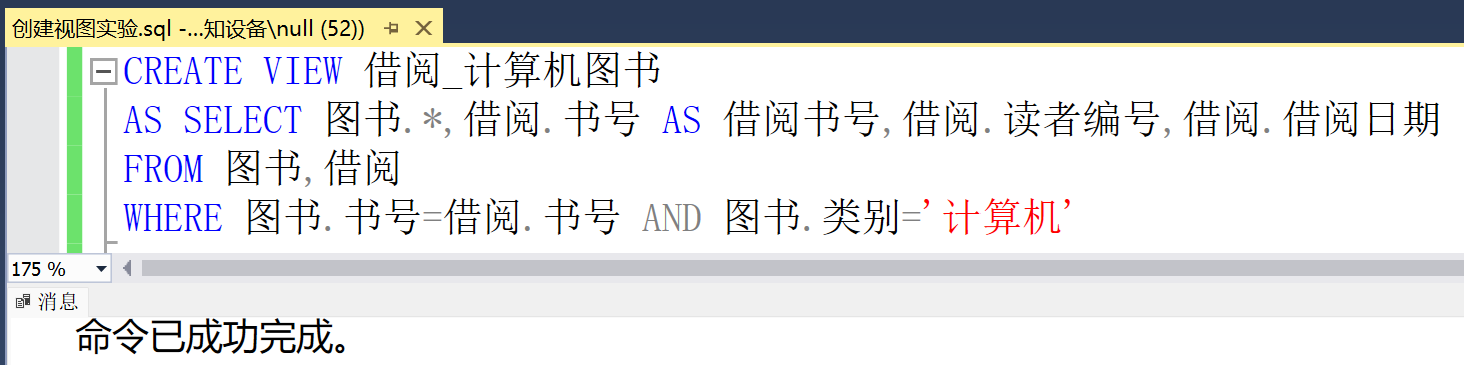 创建视图实验.sql -...知设备\null (52))
CREATE VIEW 借阅_计算机图书
AS SELECT 图书.*,借阅.书号 AS 借阅书号,借阅.读者编号,借阅.借阅日期
FROM 图书,借阅
WHERE 图书.书号=借阅.书号 AND 图书.类别='计算机'
175 %
消息
命令已成功完成。